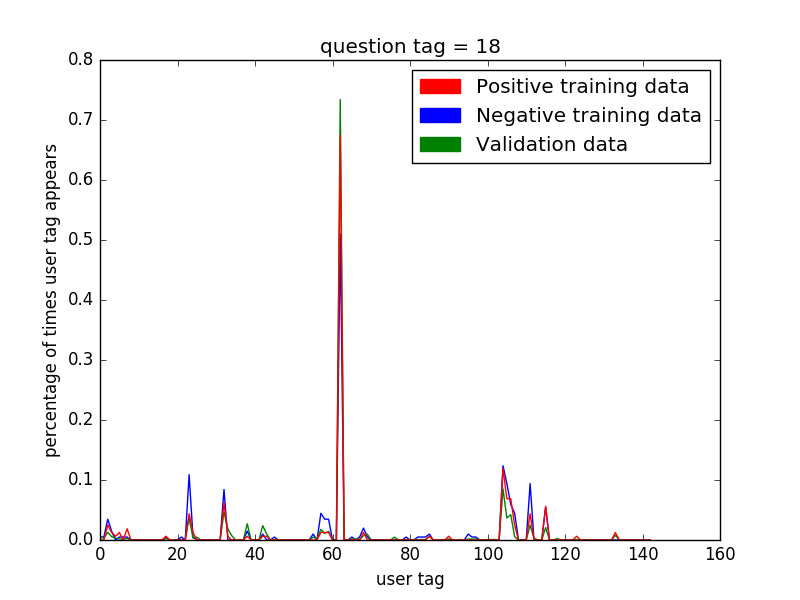 question tag = 18
Positive training data
Negative training data
Validation data
percentage of times user tag appears
0.8
0.7
0.6
0.5
0.4
0.3
0.2
0.1
0.0
0 20 40 60 80 100 120 140 160
user tag